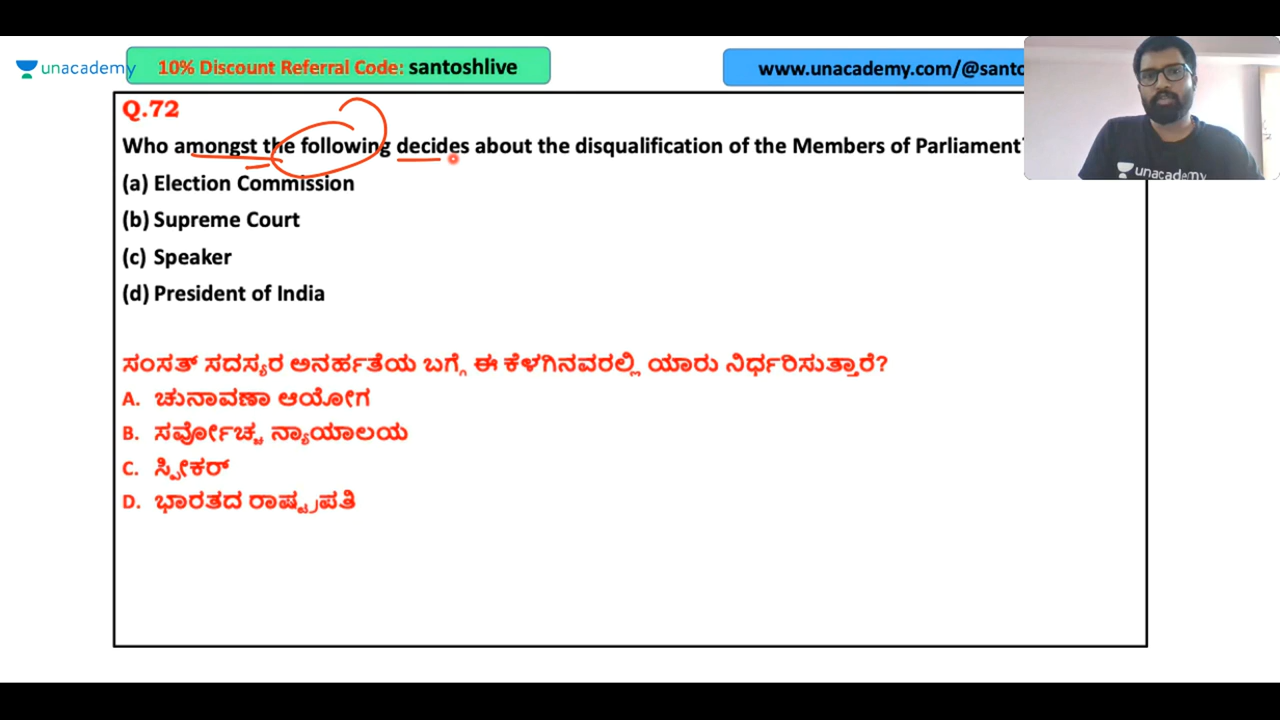 unacademy
10% Discount Referral Code: santoshlive
www.unacademy.com/@santo
unacademy
Q.72
Who amongst the following decides about the disqualification of the Members of Parliament?
(a) Election Commission
(b) Supreme Court
(c) Speaker
(d) President of India
ಸಂಸತ್ ಸದಸ್ಯರ ಅನರ್ಹತೆಯ ಬಗ್ಗೆ ಈ ಕೆಳಗಿನವರಲ್ಲಿ ಯಾರು ನಿರ್ಧರಿಸುತ್ತಾರೆ?
A. ಚುನಾವಣಾ ಆಯೋಗ
B. ಸರ್ವೋಚ್ಚ ನ್ಯಾಯಾಲಯ
C. ಸ್ಪೀಕರ್
D. ಭಾರತದ ರಾಷ್ಟ್ರಪತಿ